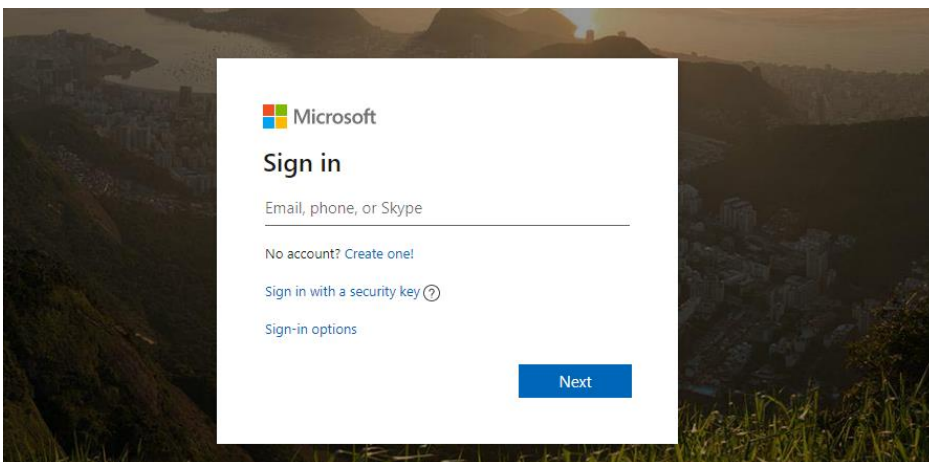 Microsoft
Sign in
Email, phone, or Skype
No account? Create one!
Sign in with a security key ?
Sign-in options
Next